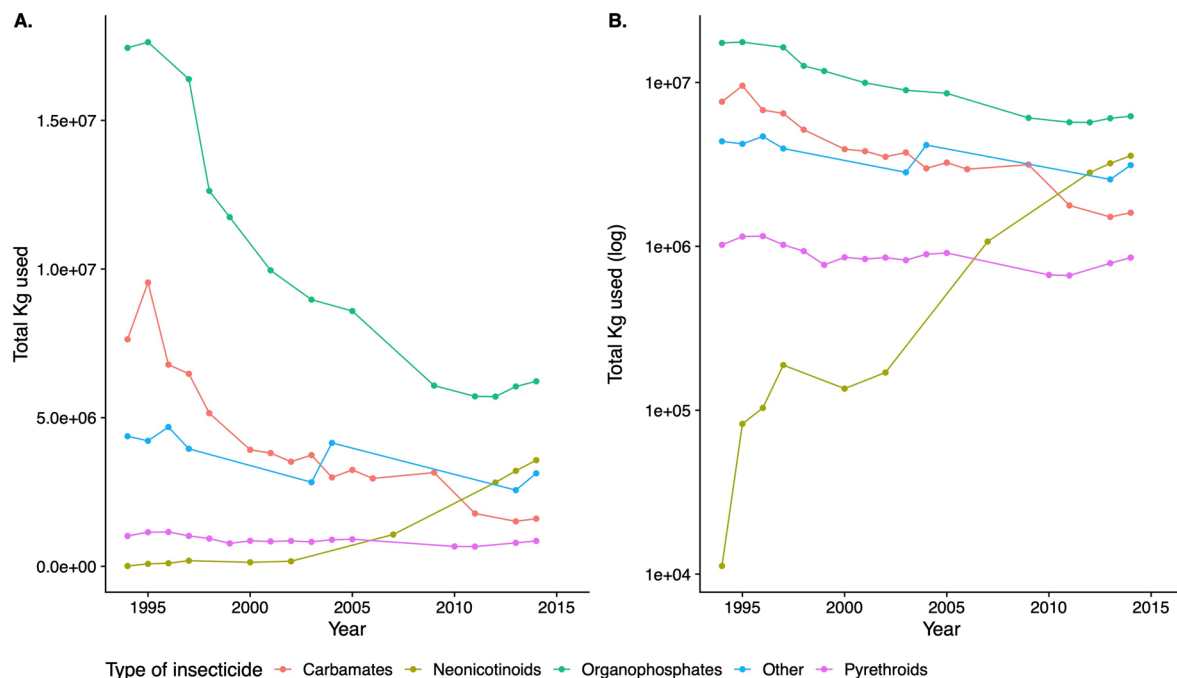 A.
Total Kg used
1.5e+07
1.0e+07
5.0e+06
0.0e+00
1995 2000 2005 2010 2015
Year
B.
Total Kg used (log)
1e+07
1e+06
1e+05
1e+04
1995 2000 2005 2010 2015
Year
Type of insecticide Carbamates Neonicotinoids Organophosphates Other Pyrethroids